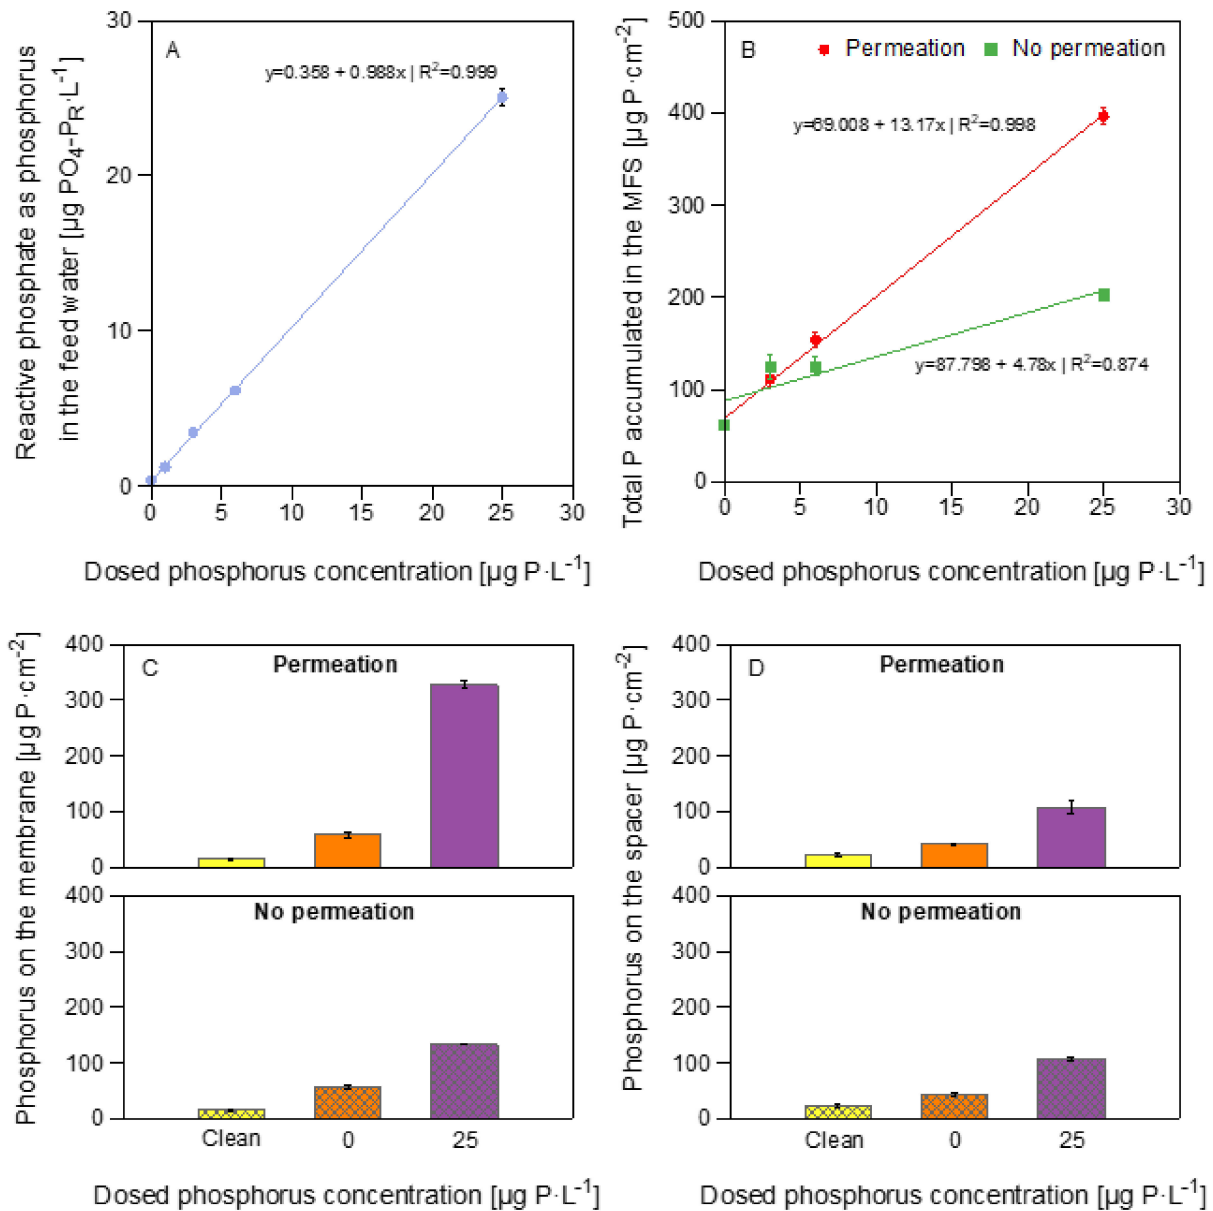 Reactive phosphate as phosphorus
in the feed water [µg PO4-PR·L-1]
30
20
10
0
A
y=0.358 + 0.988x | R2=0.999
0 5 10 15 20 25 30
Dosed phosphorus concentration [µg P·L-1]
Total P accumulated in the MFS [µg P·cm-2]
500
400
300
200
100
0
B
Permeation
No permeation
y=69.008 + 13.17x | R2=0.998
y=87.798 + 4.78x | R2=0.874
0 5 10 15 20 25 30
Dosed phosphorus concentration [µg P·L-1]
Phosphorus on the membrane [µg P·cm-2]
400
300
200
100
0
C
Permeation
400
300
200
100
0
No permeation
Clean 0 25
Dosed phosphorus concentration [µg P·L-1]
Phosphorus on the spacer [µg P·cm-2]
400
300
200
100
0
D
Permeation
400
300
200
100
0
No permeation
Clean 0 25
Dosed phosphorus concentration [µg P·L-1]